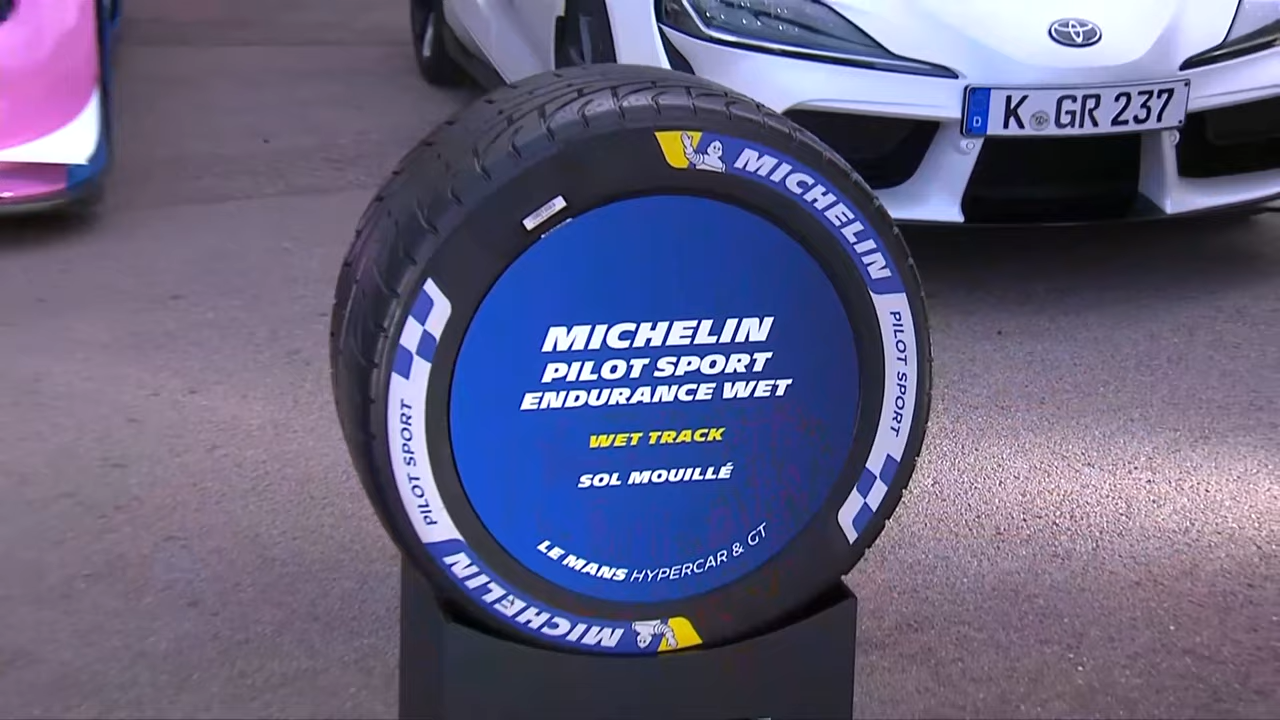 K GR 237
D
MICHELIN
PILOT SPORT
MICHELIN
PILOT SPORT
ENDURANCE WET
WET TRACK
SOL MOUILLÉ
LE MANS HYPERCAR & GT
PILOT SPORT
MICHELIN